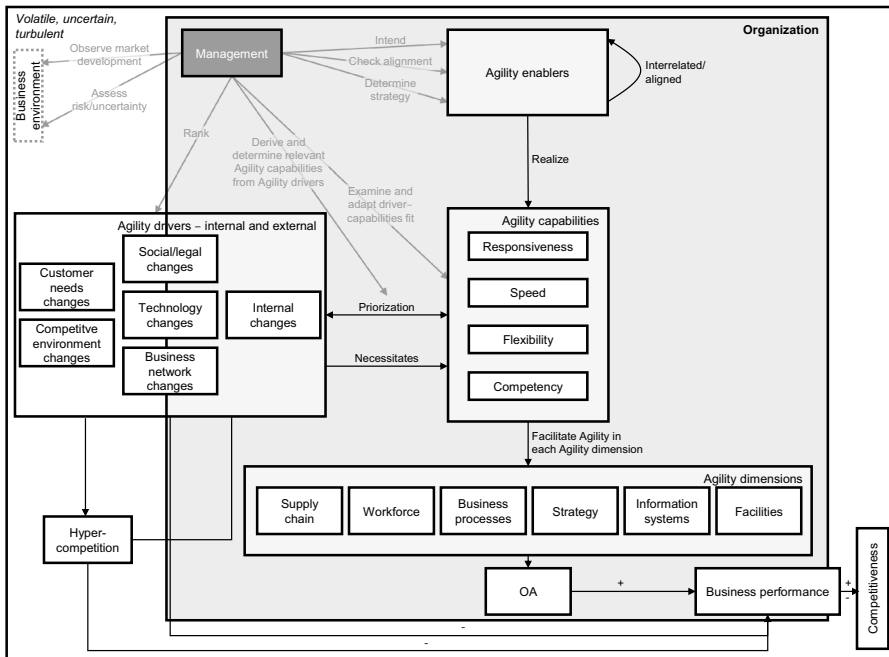 Volatile, uncertain,
turbulent
Organization
Business
environment
Observe market
development
Assess
risk/uncertainty
Management
Intend
Check alignment
Determine
strategy
Agility enablers
Interrelated/
aligned
Rank
Derive and
determine relevant
Agility capabilities
from Agility drivers
Examine and
adapt driver–
capabilities fit
Realize
Agility drivers – internal and external
Social/legal
changes
Customer
needs
changes
Technology
changes
Internal
changes
Competitve
environment
changes
Business
network
changes
Priorization
Necessitates
Agility capabilities
Responsiveness
Speed
Flexibility
Competency
Facilitate Agility in
each Agility dimension
Agility dimensions
Supply
chain
Workforce
Business
processes
Strategy
Information
systems
Facilities
Hyper-
competition
OA
+
Business performance
+
-
Competitiveness
-
-